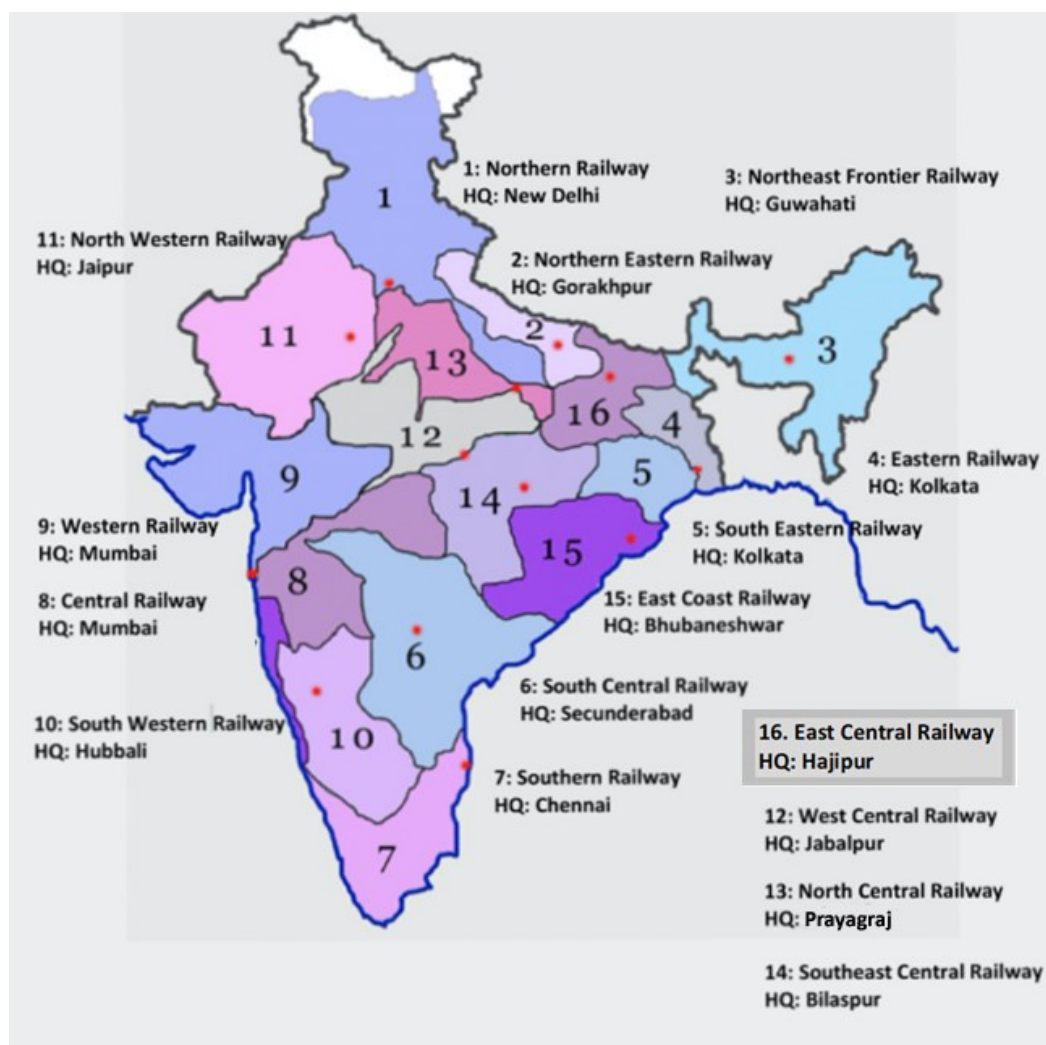 1: Northern Railway
HQ: New Delhi
3: Northeast Frontier Railway
HQ: Guwahati
11: North Western Railway
HQ: Jaipur
2: Northern Eastern Railway
HQ: Gorakhpur
1
11
13
2
3
16
4
12
9
14
5
4: Eastern Railway
HQ: Kolkata
9: Western Railway
HQ: Mumbai
15
5: South Eastern Railway
HQ: Kolkata
8
8: Central Railway
HQ: Mumbai
15: East Coast Railway
HQ: Bhubaneshwar
6
6: South Central Railway
HQ: Secunderabad
10: South Western Railway
HQ: Hubbali
10
16. East Central Railway
HQ: Hajipur
7: Southern Railway
HQ: Chennai
7
12: West Central Railway
HQ: Jabalpur
13: North Central Railway
HQ: Prayagraj
14: Southeast Central Railway
HQ: Bilaspur